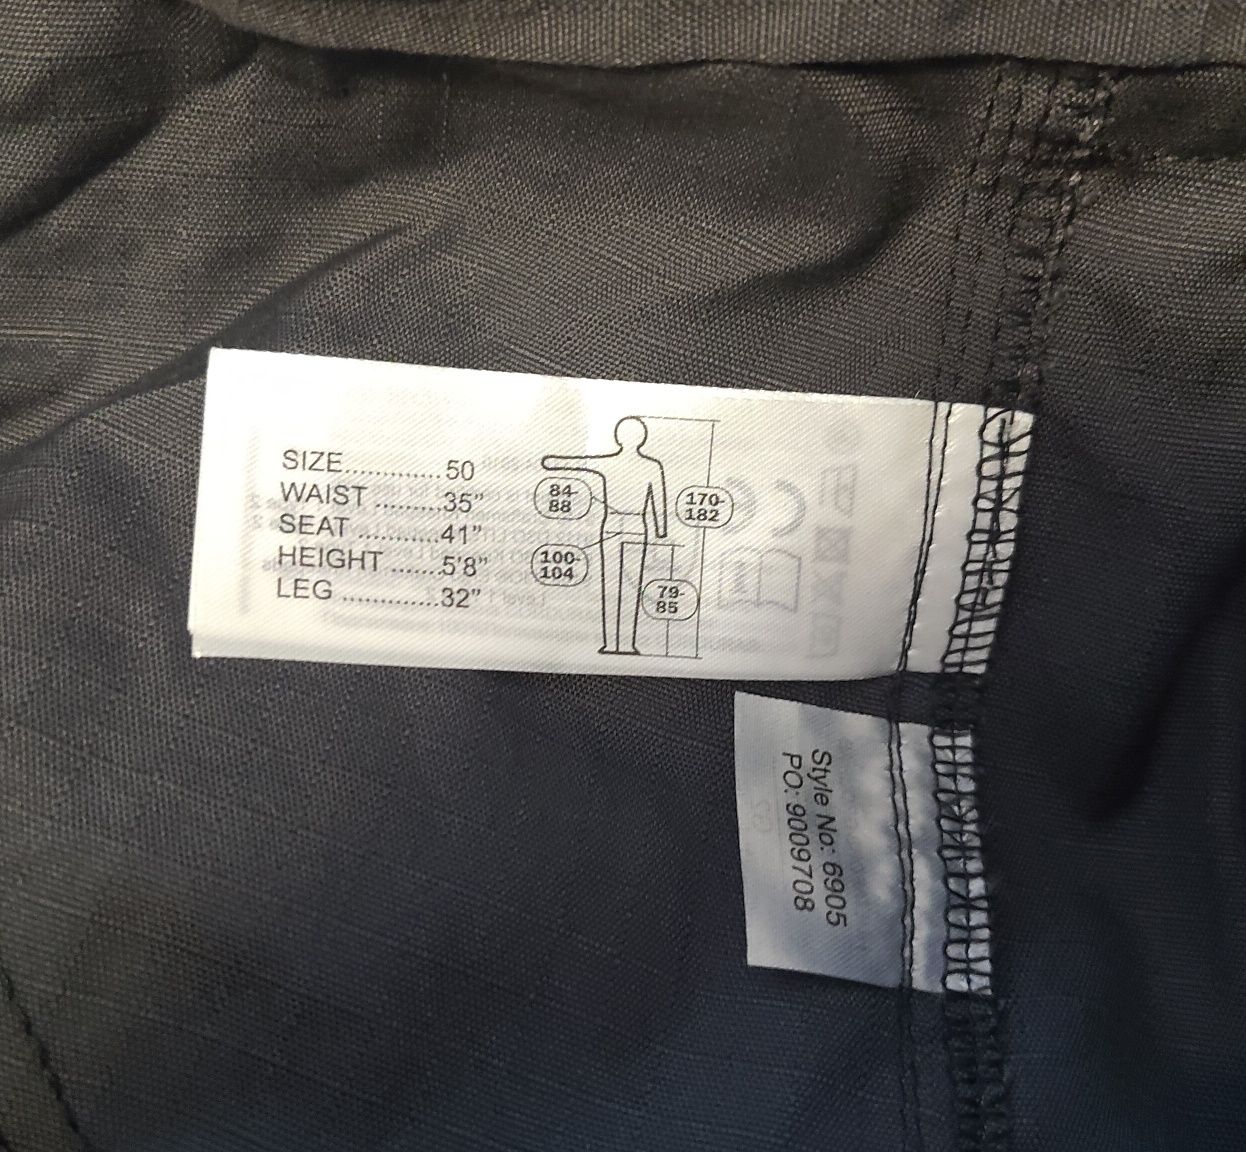 SIZE.............50
WAIST .........35"
SEAT ...........41"
HEIGHT .......5'8"
LEG .............32"
84-
88
170-
182
100-
104
79-
85
Style No: 6905
PO: 9009708